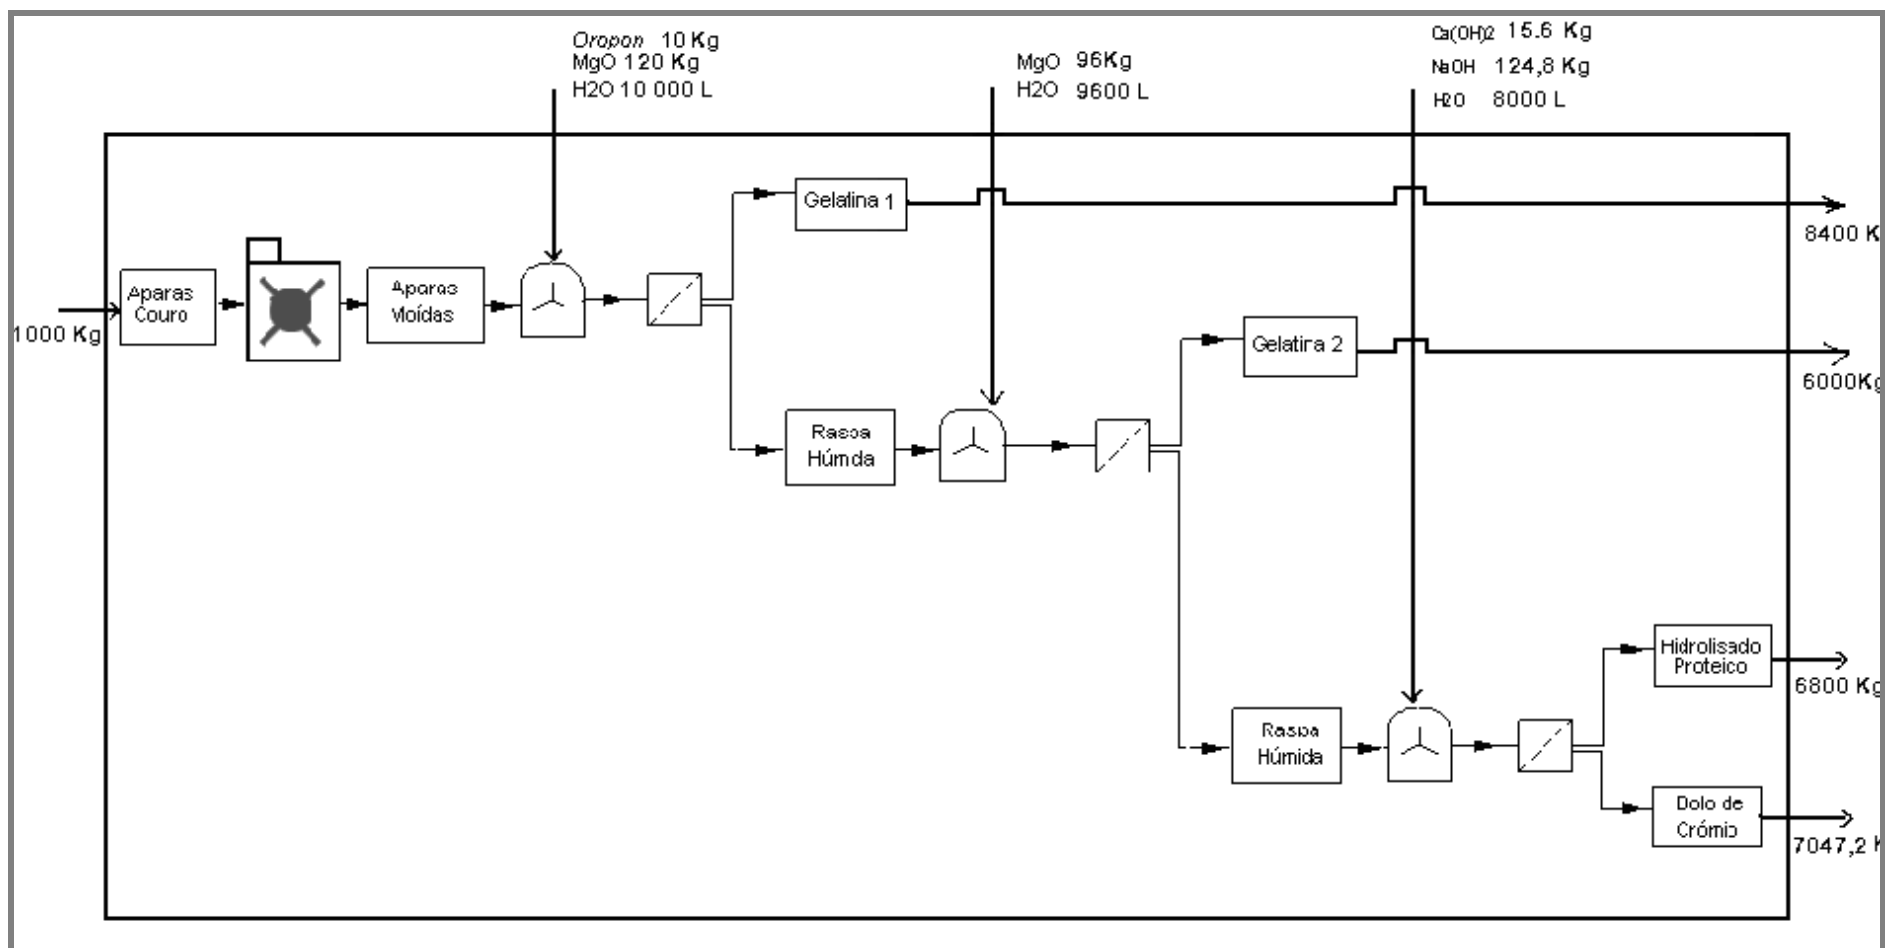 Oropon 10 Kg
MgO 120 Kg
H2O 10 000 L
MgO 96Kg
H2O 9600 L
Ca(OH)2 15.6 Kg
NaOH 124,8 Kg
H2O 8000 L
Gelatina 1
8400 K
Aparas
Couro
Aparas
Moídas
1000 Kg
Gelatina 2
6000Kg
Raspa
Húmida
Hidrolisado
Proteico
6800 Kg
Raspa
Húmida
Bolo de
Crómio
7047,2 K